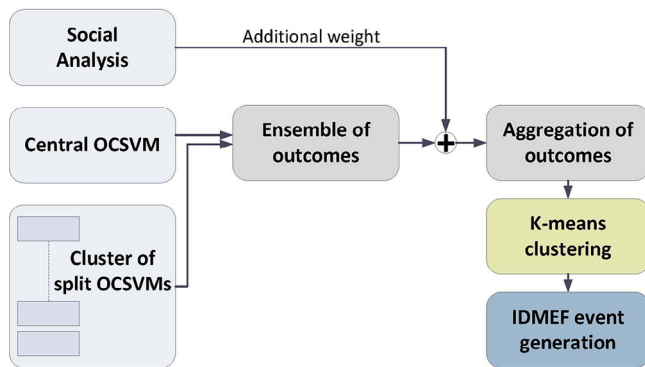 Social
Analysis
Additional weight
Central OCSVM
Ensemble of
outcomes
Aggregation of
outcomes
Cluster of
split OCSVMs
K-means
clustering
IDMEF event
generation